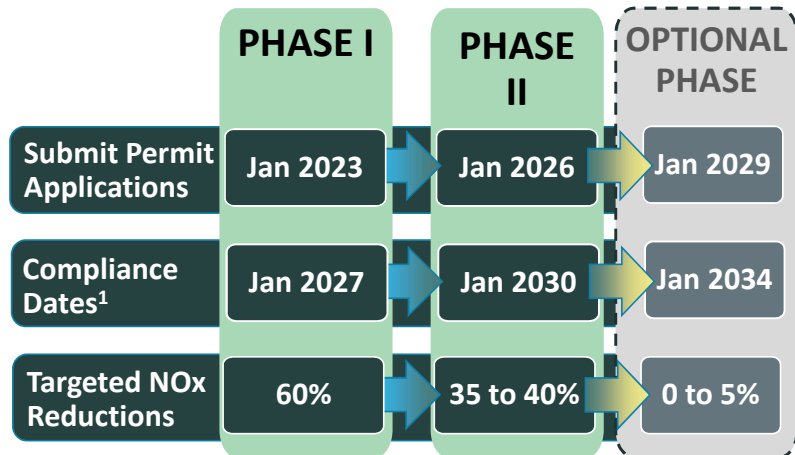 PHASE I
PHASE
II
OPTIONAL
PHASE
Submit Permit
Applications
Jan 2023
Jan 2026
Jan 2029
Compliance
Dates¹
Jan 2027
Jan 2030
Jan 2034
Targeted NOx
Reductions
60%
35 to 40%
0 to 5%